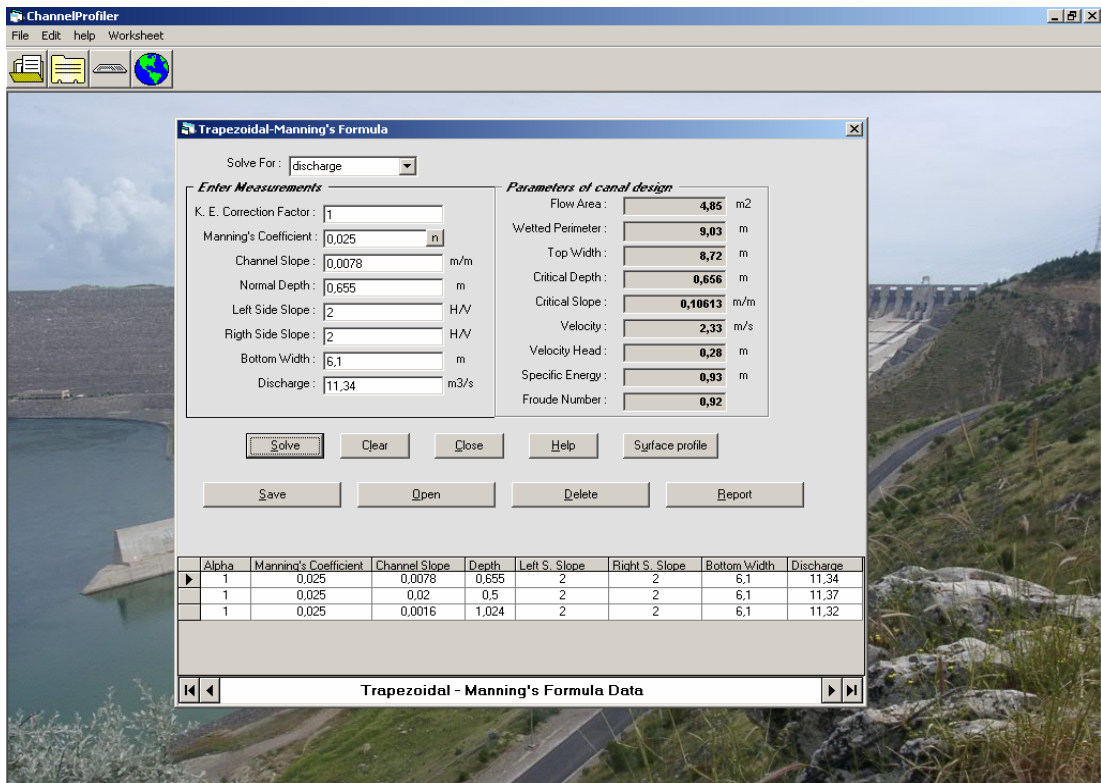 ChannelProfiler
File Edit help Worksheet
Trapezoidal-Manning's Formula
Solve For : discharge
Enter Measurements
K. E. Correction Factor : 1
Manning's Coefficient : 0,025 n
Channel Slope : 0,0078 m/m
Normal Depth : 0,655 m
Left Side Slope : 2 H/V
Rigth Side Slope : 2 H/V
Bottom Width : 6,1 m
Discharge : 11,34 m3/s
Parameters of canal design
Flow Area : 4,85 m2
Wetted Perimeter : 9,03 m
Top Width : 8,72 m
Critical Depth : 0,656 m
Critical Slope : 0,10613 m/m
Velocity : 2,33 m/s
Velocity Head : 0,28 m
Specific Energy : 0,93 m
Froude Number : 0,92
Solve Clear Close Help Surface profile
Save Open Delete Report
Alpha Manning's Coefficient Channel Slope Depth Left S. Slope Right S. Slope Bottom Width Discharge
1 0,025 0,0078 0,655 2 2 6,1 11,34
1 0,025 0,02 0,5 2 2 6,1 11,37
1 0,025 0,0016 1,024 2 2 6,1 11,32
Trapezoidal - Manning's Formula Data